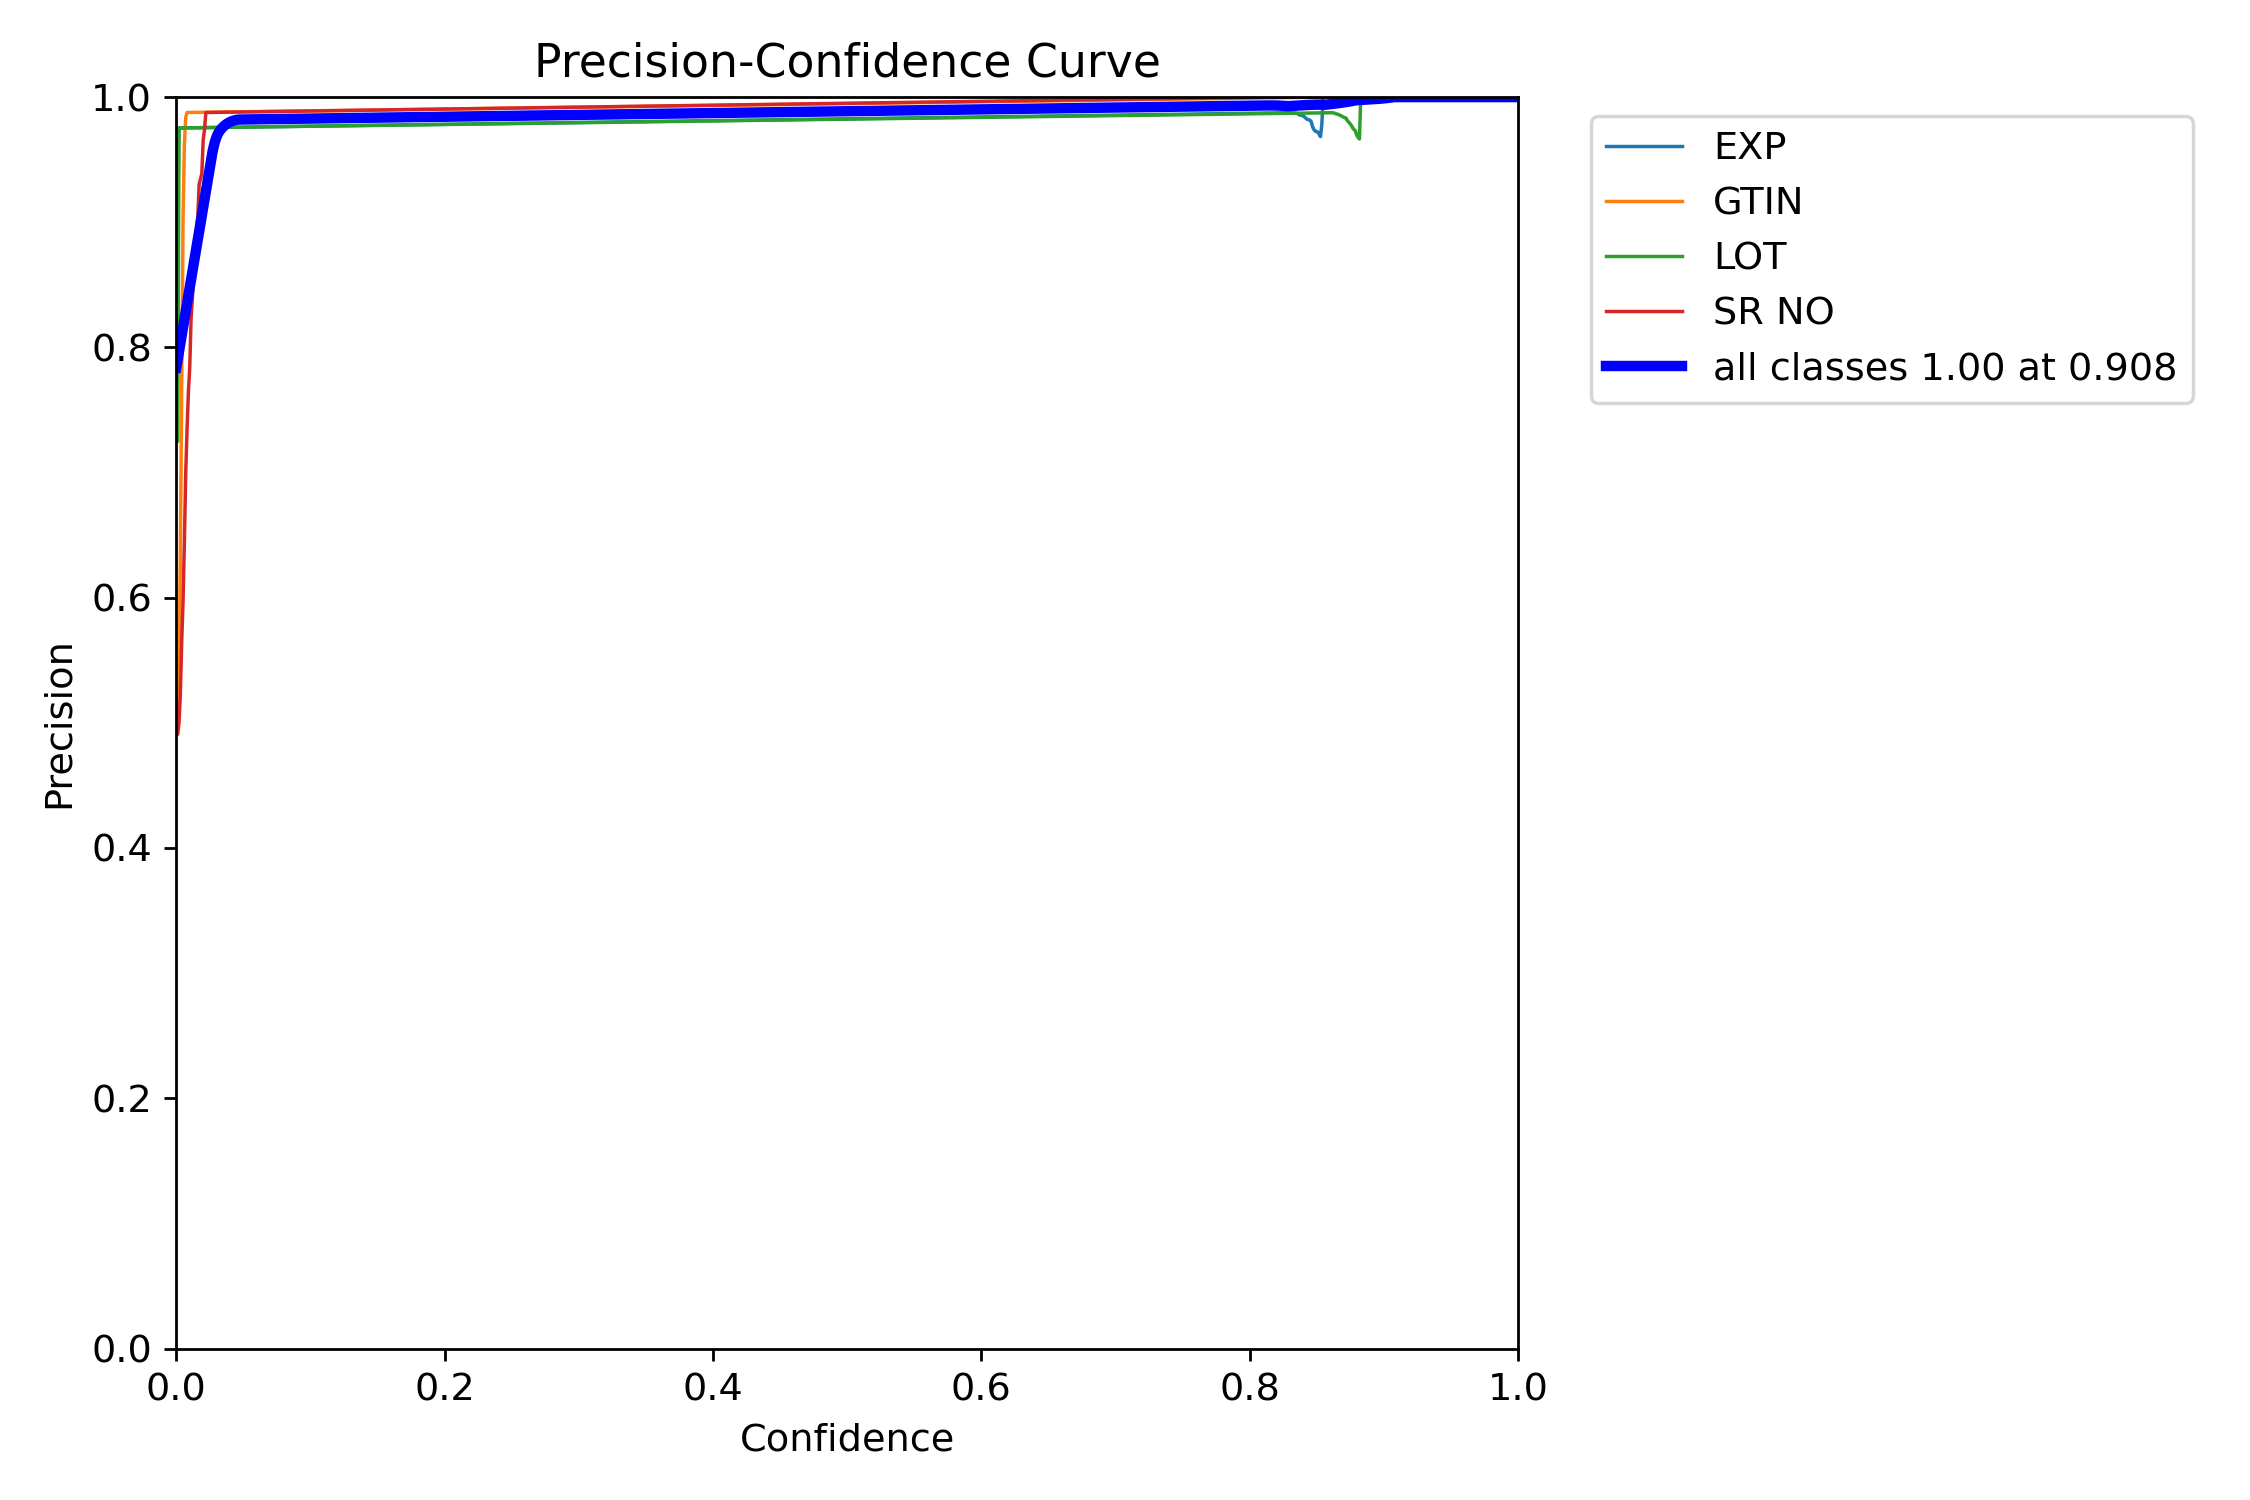 Precision-Confidence Curve
1.0
0.8
0.6
0.4
0.2
0.0
Precision
0.0 0.2 0.4 0.6 0.8 1.0
Confidence
EXP
GTIN
LOT
SR NO
all classes 1.00 at 0.908